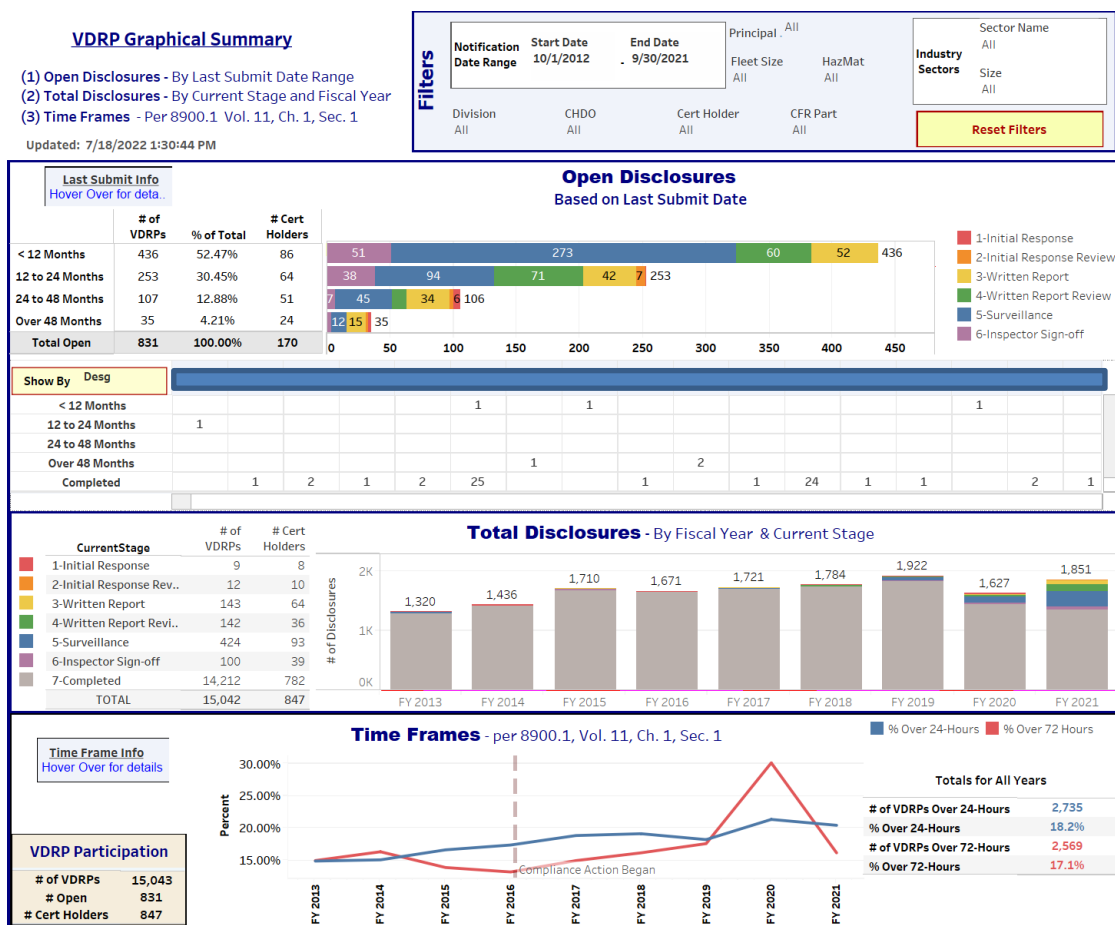 VDRP Graphical Summary
(1) Open Disclosures - By Last Submit Date Range
(2) Total Disclosures - By Current Stage and Fiscal Year
(3) Time Frames - Per 8900.1 Vol. 11, Ch. 1, Sec. 1
Updated: 7/18/2022 1:30:44 PM
Filters
Notification Date Range
Start Date
10/1/2012
-
End Date
9/30/2021
Principal .
All
Fleet Size
All
HazMat
All
Division
All
CHDO
All
Cert Holder
All
CFR Part
All
Industry Sectors
Sector Name
All
Size
All
Reset Filters
Last Submit Info
Hover Over for deta..
Open Disclosures
Based on Last Submit Date
# of VDRPs % of Total # Cert Holders
< 12 Months 436 52.47% 86
12 to 24 Months 253 30.45% 64
24 to 48 Months 107 12.88% 51
Over 48 Months 35 4.21% 24
Total Open 831 100.00% 170
51 273 60 52 436
38 94 71 42 7 253
7 45 34 6 106
12 15 35
0 50 100 150 200 250 300 350 400 450
1-Initial Response
2-Initial Response Review
3-Written Report
4-Written Report Review
5-Surveillance
6-Inspector Sign-off
Show By Desg
< 12 Months 1 1 1
12 to 24 Months 1
24 to 48 Months
Over 48 Months 1 2
Completed 1 2 1 2 25 1 1 24 1 1 2 1
Total Disclosures - By Fiscal Year & Current Stage
CurrentStage # of VDRPs # Cert Holders
1-Initial Response 9 8
2-Initial Response Rev.. 12 10
3-Written Report 143 64
4-Written Report Revi.. 142 36
5-Surveillance 424 93
6-Inspector Sign-off 100 39
7-Completed 14,212 782
TOTAL 15,042 847
# of Disclosures
2K
1K
0K
1,320 1,436 1,710 1,671 1,721 1,784 1,922 1,627 1,851
FY 2013 FY 2014 FY 2015 FY 2016 FY 2017 FY 2018 FY 2019 FY 2020 FY 2021
Time Frames - per 8900.1, Vol. 11, Ch. 1, Sec. 1
% Over 24-Hours % Over 72 Hours
Time Frame Info
Hover Over for details
Percent
30.00%
25.00%
20.00%
15.00%
Compliance Action Began
FY 2013 FY 2014 FY 2015 FY 2016 FY 2017 FY 2018 FY 2019 FY 2020 FY 2021
Totals for All Years
# of VDRPs Over 24-Hours 2,735
% Over 24-Hours 18.2%
# of VDRPs Over 72-Hours 2,569
% Over 72-Hours 17.1%
VDRP Participation
# of VDRPs 15,043
# Open 831
# Cert Holders 847